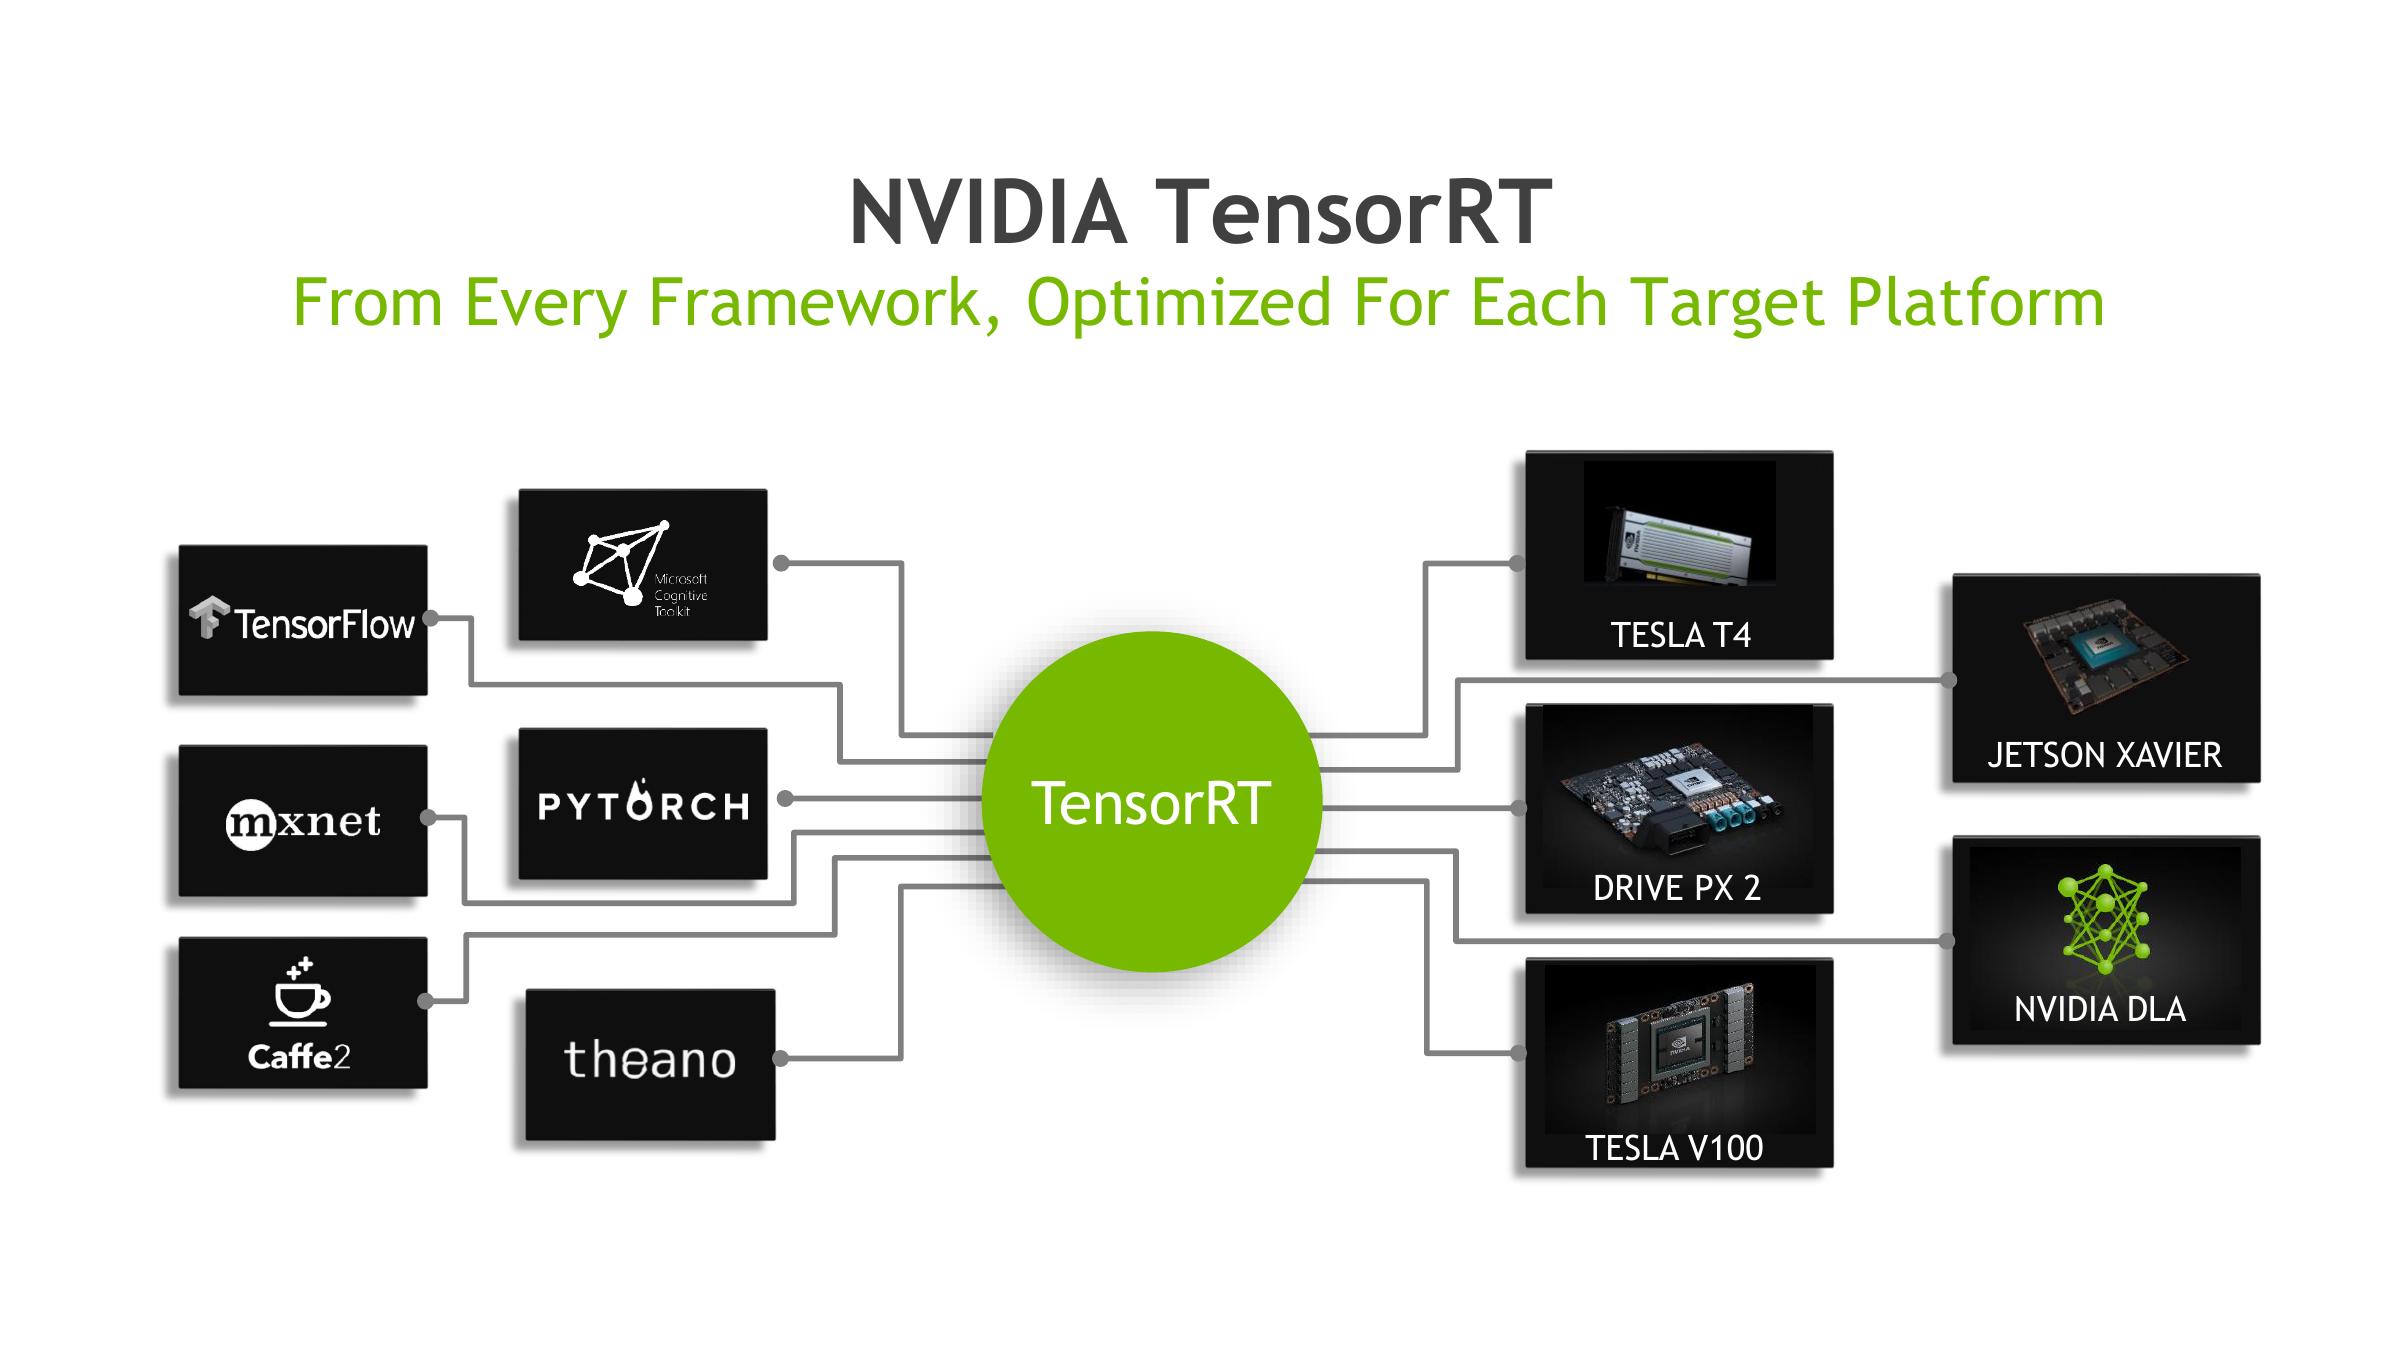 NVIDIA TensorRT
From Every Framework, Optimized For Each Target Platform
TensorFlow
Microsoft
Cognitive
Toolkit
mxnet
PYTORCH
Caffe2
theano
TensorRT
TESLA T4
JETSON XAVIER
DRIVE PX 2
NVIDIA DLA
TESLA V100